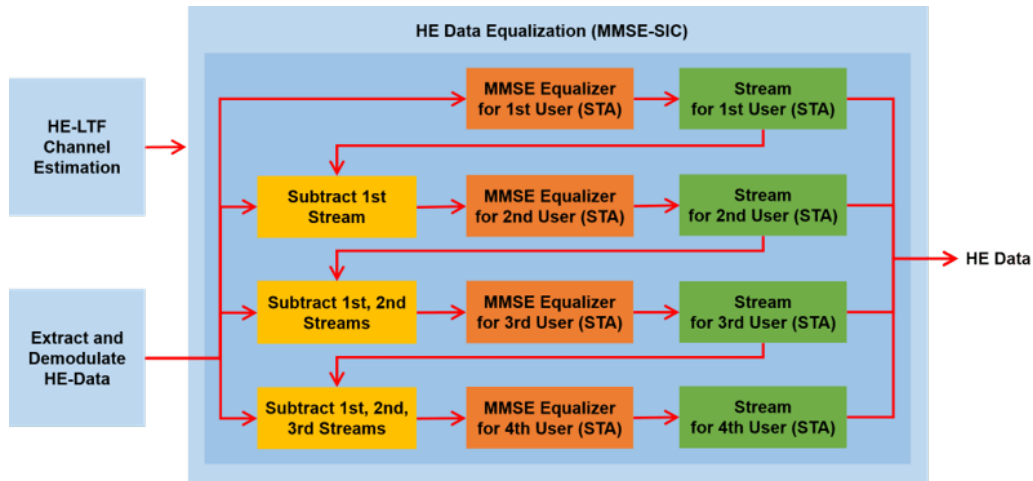 HE Data Equalization (MMSE-SIC)
HE-LTF
Channel
Estimation
MMSE Equalizer
for 1st User (STA)
Stream
for 1st User (STA)
Subtract 1st
Stream
MMSE Equalizer
for 2nd User (STA)
Stream
for 2nd User (STA)
HE Data
Extract and
Demodulate
HE-Data
Subtract 1st, 2nd
Streams
MMSE Equalizer
for 3rd User (STA)
Stream
for 3rd User (STA)
Subtract 1st, 2nd,
3rd Streams
MMSE Equalizer
for 4th User (STA)
Stream
for 4th User (STA)